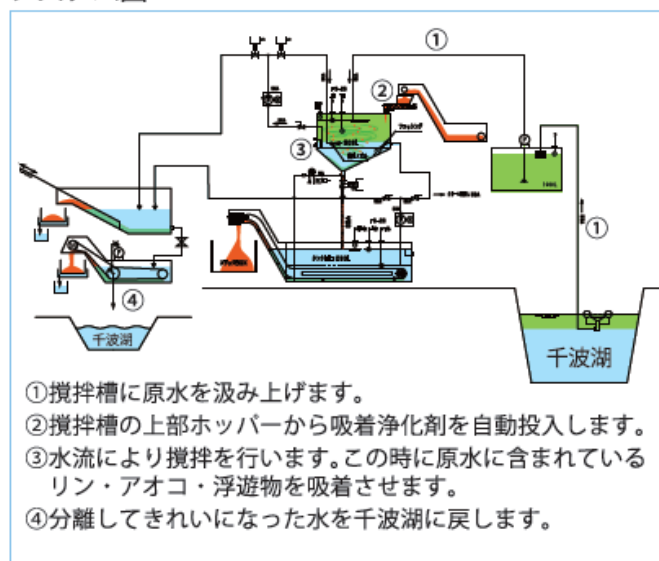 ①
②
③
①
④
千波湖
千波湖
①撹拌槽に原水を汲み上げます。
②撹拌槽の上部ホッパーから吸着浄化剤を自動投入します。
③水流により撹拌を行います。この時に原水に含まれている
リン・アオコ・浮遊物を吸着させます。
④分離してきれいになった水を千波湖に戻します。